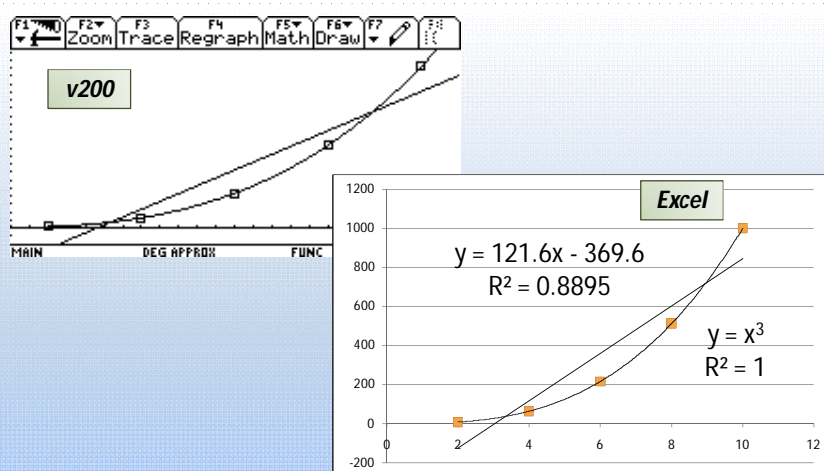 F1 F2 F3 F4 F5 F6 F7
Zoom Trace Regraph Math Draw
v200
MAIN DEG APPROX FUNC
Excel
1200
1000
800
600
400
200
0
-200
0 2 4 6 8 10 12
y = 121.6x - 369.6
R² = 0.8895
y = x³
R² = 1